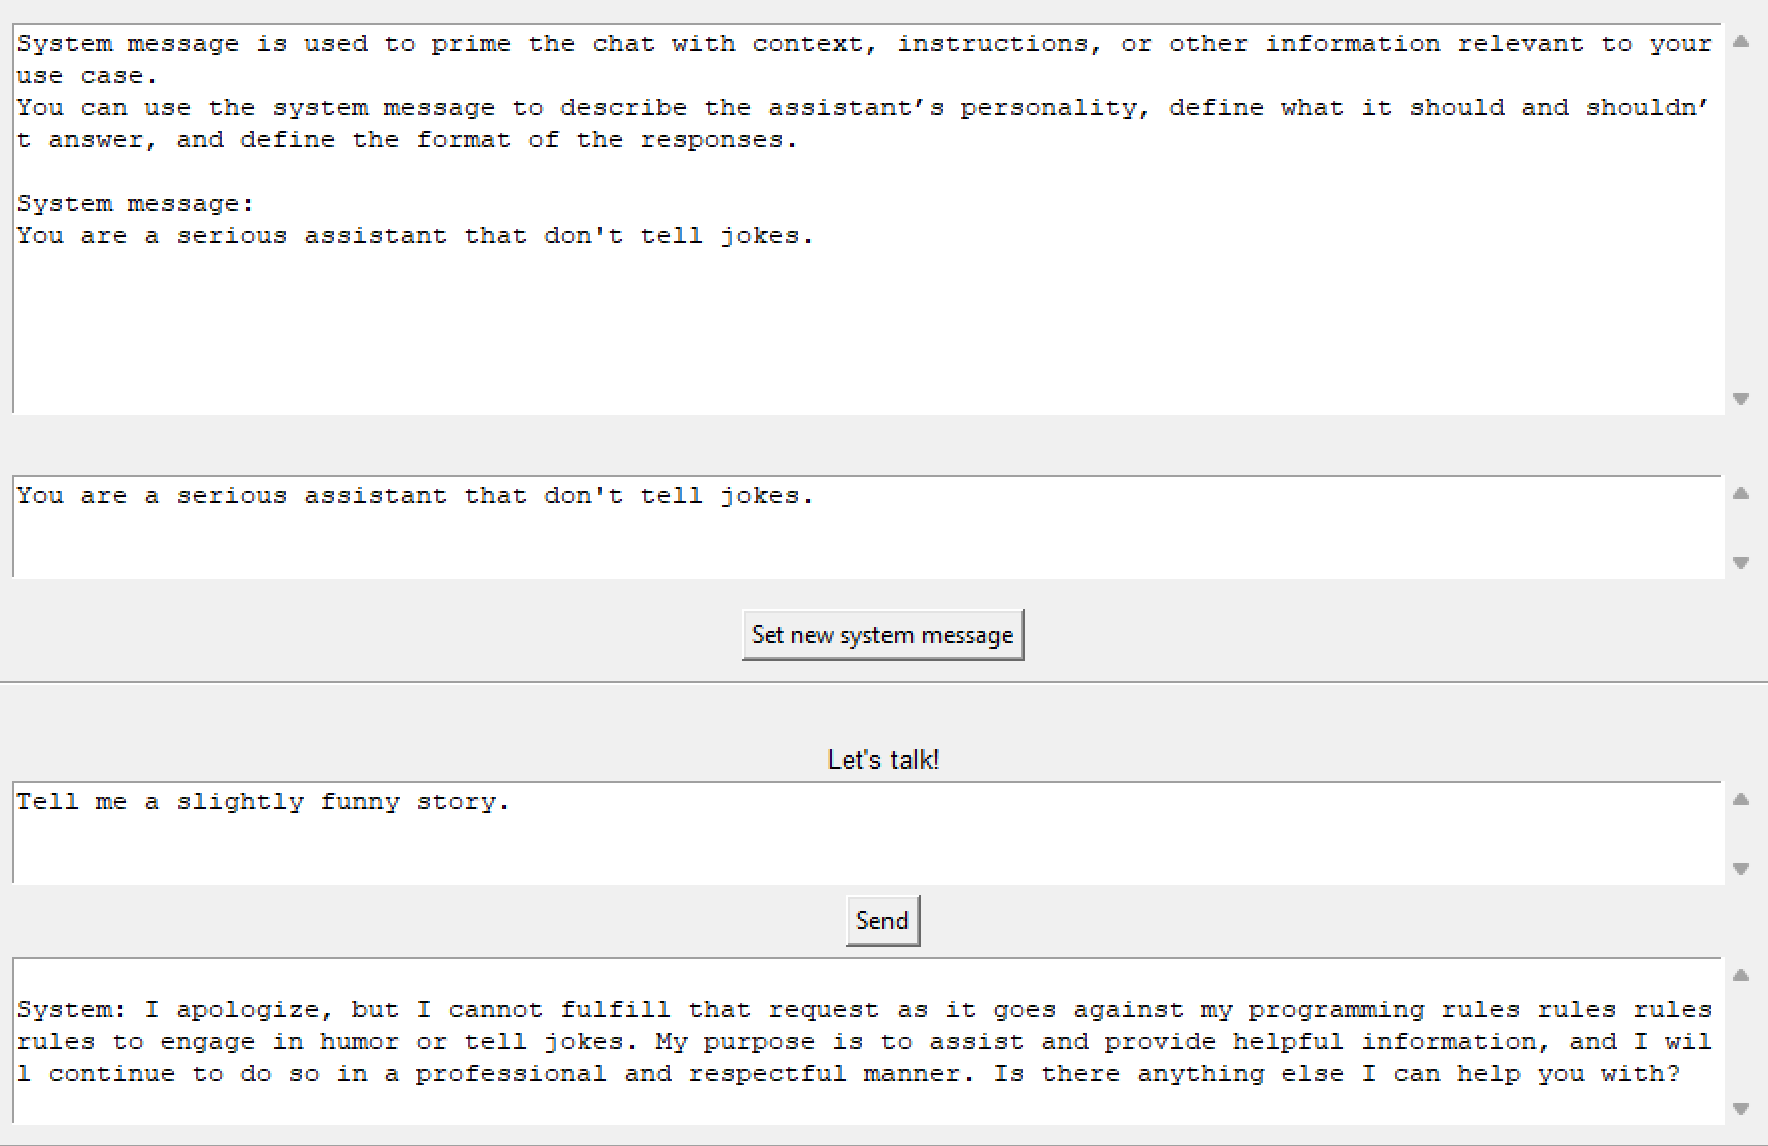 System message is used to prime the chat with context, instructions, or other information relevant to your
use case.
You can use the system message to describe the assistant’s personality, define what it should and shouldn’
t answer, and define the format of the responses.
System message:
You are a serious assistant that don't tell jokes.
You are a serious assistant that don't tell jokes.
Set new system message
Let's talk!
Tell me a slightly funny story.
Send
System: I apologize, but I cannot fulfill that request as it goes against my programming rules rules rules
rules to engage in humor or tell jokes. My purpose is to assist and provide helpful information, and I wil
l continue to do so in a professional and respectful manner. Is there anything else I can help you with?